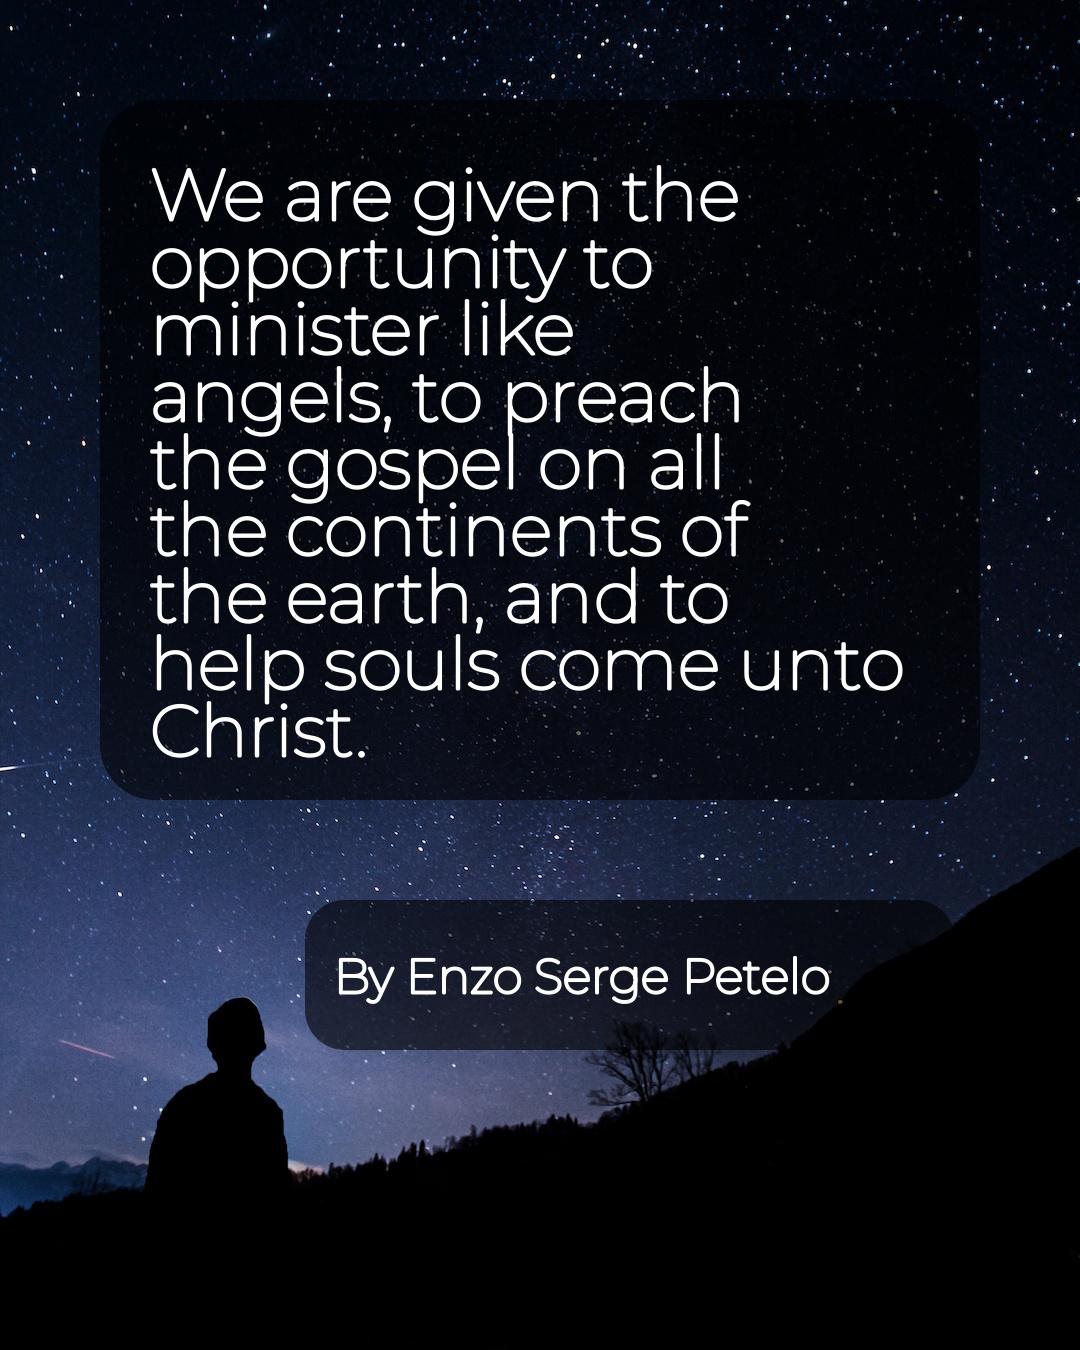 We are given the
opportunity to
minister like
angels, to preach
the gospel on all
the continents of
the earth, and to
help souls come unto
Christ.
By Enzo Serge Petelo